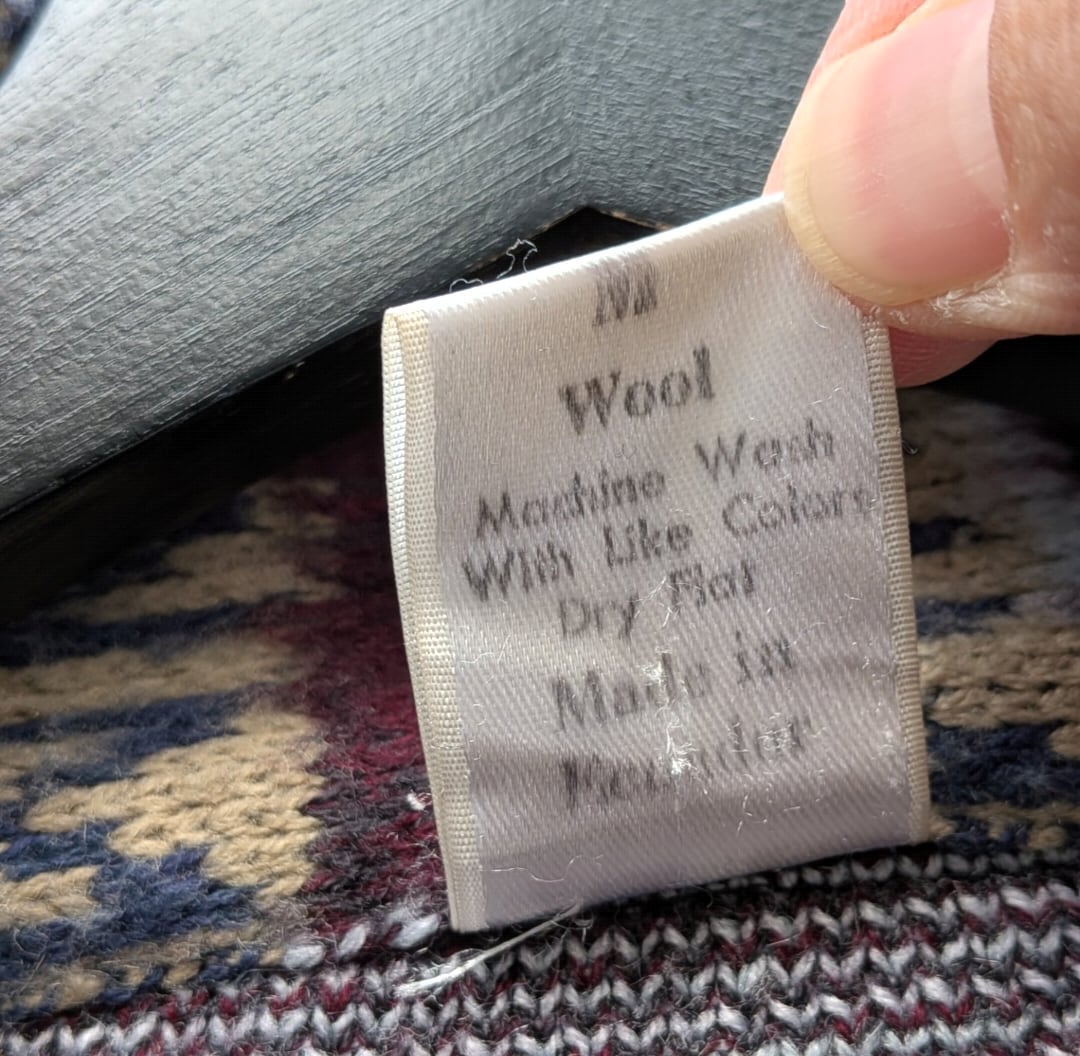 M
Wool
Machine Wash
With Like Colors
Dry Flat
Made in